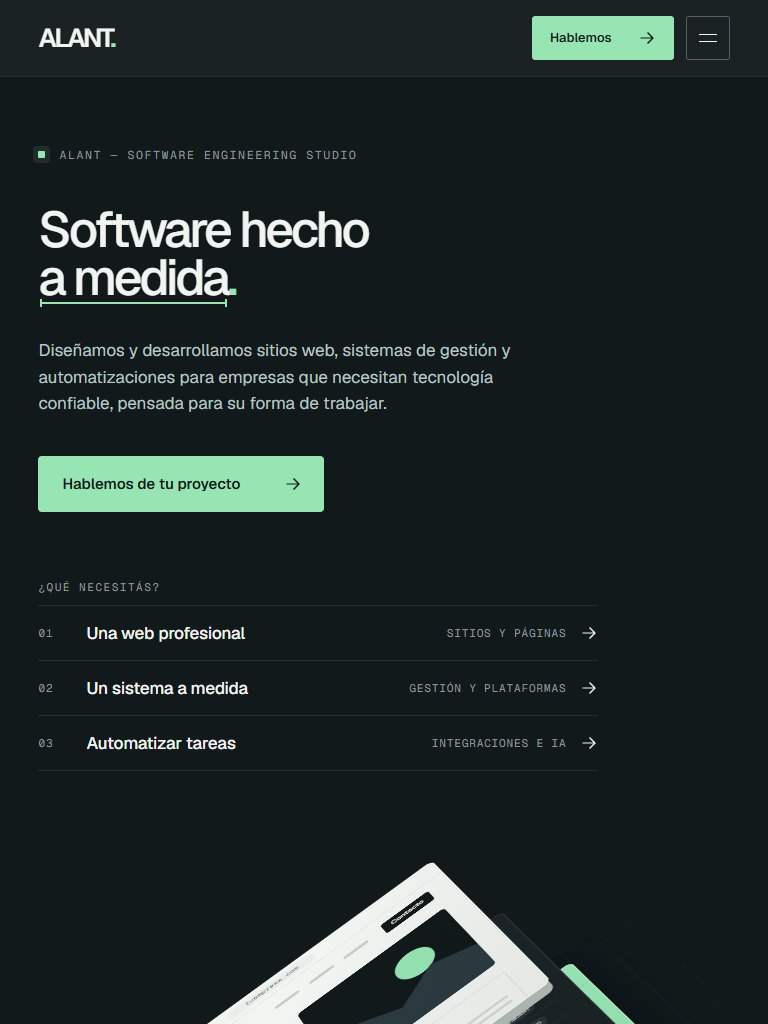 ALANT.
Hablemos
ALANT — SOFTWARE ENGINEERING STUDIO
Software hecho
a medida.
Diseñamos y desarrollamos sitios web, sistemas de gestión y
automatizaciones para empresas que necesitan tecnología
confiable, pensada para su forma de trabajar.
Hablemos de tu proyecto
¿QUÉ NECESITÁS?
01 Una web profesional SITIOS Y PÁGINAS
02 Un sistema a medida GESTIÓN Y PLATAFORMAS
03 Automatizar tareas INTEGRACIONES E IA
Contacto